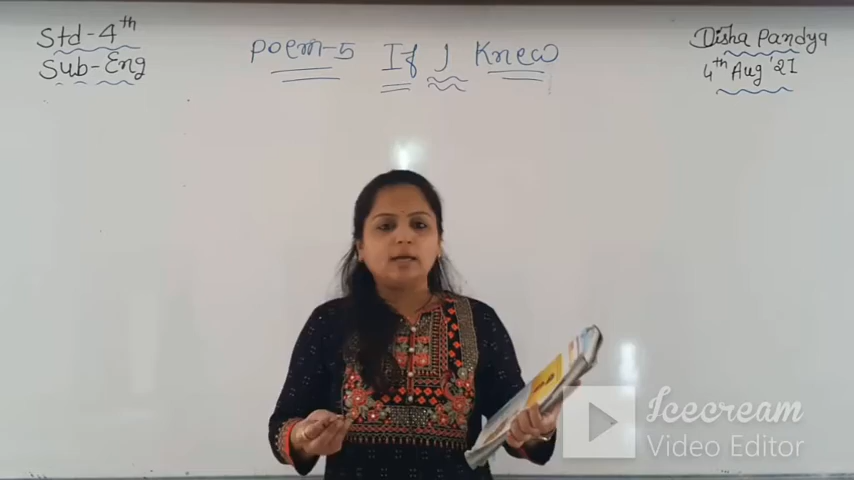 Std-4th
Sub-Eng
Poem-5 If I Knew
Disha Pandya
4th Aug '21
Icecream
Video Editor